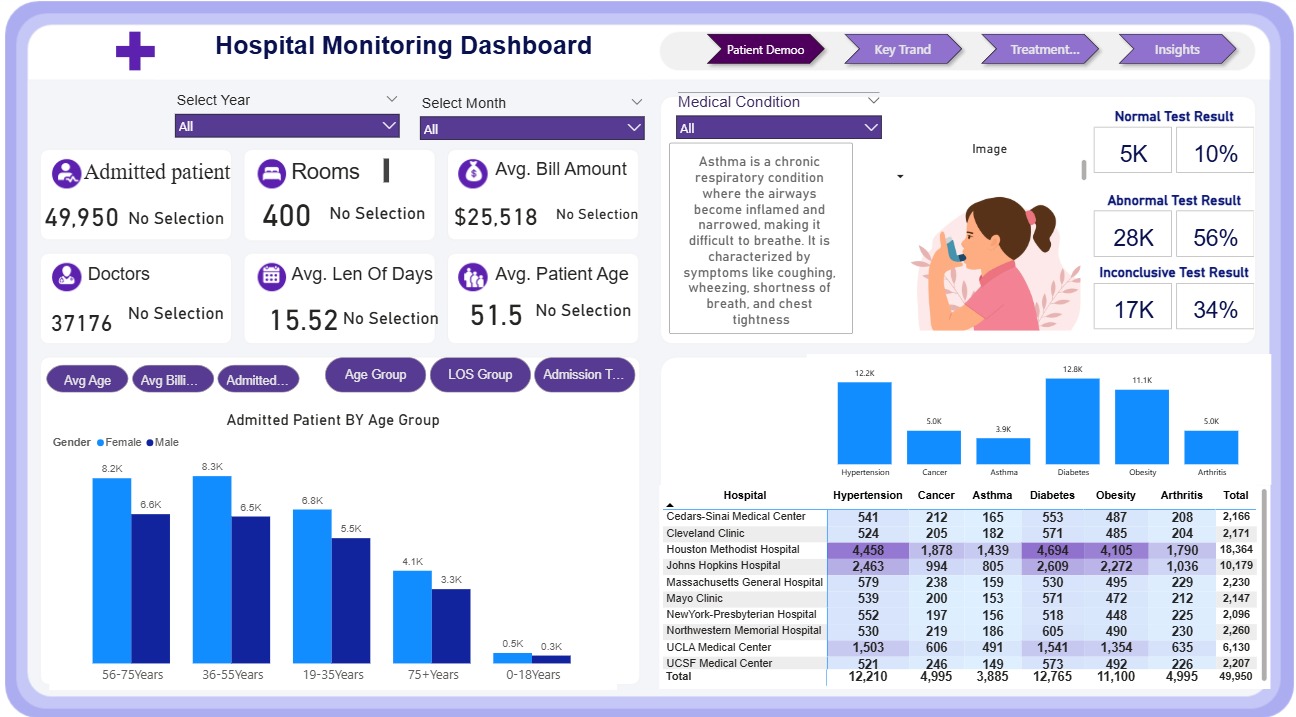 Hospital Monitoring Dashboard
Patient Demoo
Key Trand
Treatment...
Insights
Select Year
All
Select Month
All
Medical Condition
All
Admitted patient
49,950 No Selection
Rooms
400 No Selection
Avg. Bill Amount
$25,518 No Selection
Doctors
37176 No Selection
Avg. Len Of Days
15.52 No Selection
Avg. Patient Age
51.5 No Selection
Asthma is a chronic
respiratory condition
where the airways
become inflamed and
narrowed, making it
difficult to breathe. It is
characterized by
symptoms like coughing,
wheezing, shortness of
breath, and chest
tightness
Image
Normal Test Result
5K 10%
Abnormal Test Result
28K 56%
Inconclusive Test Result
17K 34%
Avg Age
Avg Billi...
Admitted...
Age Group
LOS Group
Admission T...
Admitted Patient BY Age Group
Gender Female Male
8.2K 6.6K 8.3K 6.5K 6.8K 5.5K 4.1K 3.3K 0.5K 0.3K
56-75Years 36-55Years 19-35Years 75+Years 0-18Years
12.2K 5.0K 3.9K 12.8K 11.1K 5.0K
Hypertension Cancer Asthma Diabetes Obesity Arthritis
Hospital Hypertension Cancer Asthma Diabetes Obesity Arthritis Total
Cedars-Sinai Medical Center 541 212 165 553 487 208 2,166
Cleveland Clinic 524 205 182 571 485 204 2,171
Houston Methodist Hospital 4,458 1,878 1,439 4,694 4,105 1,790 18,364
Johns Hopkins Hospital 2,463 994 805 2,609 2,272 1,036 10,179
Massachusetts General Hospital 579 238 159 530 495 229 2,230
Mayo Clinic 539 200 153 571 472 212 2,147
NewYork-Presbyterian Hospital 552 197 156 518 448 225 2,096
Northwestern Memorial Hospital 530 219 186 605 490 230 2,260
UCLA Medical Center 1,503 606 491 1,541 1,354 635 6,130
UCSF Medical Center 521 246 149 573 492 226 2,207
Total 12,210 4,995 3,885 12,765 11,100 4,995 49,950